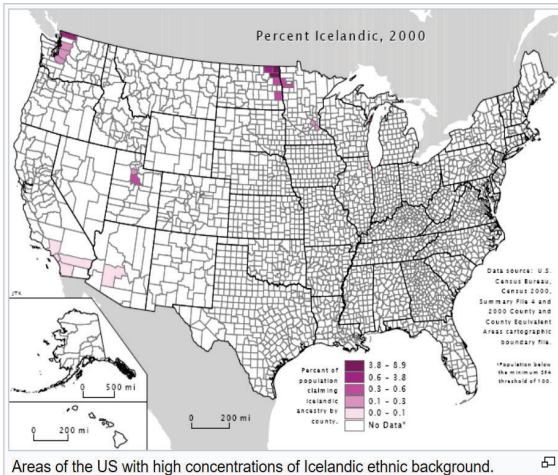 Percent Icelandic, 2000
Data source: U.S.
Census Bureau,
Census 2000,
Summary File 4 and
2000 County and
County Equivalent
Areas cartographic
boundary file.
*Population below
the minimum SF4
threshold of 100.
JTK
0 500 mi
0 200 mi
0 200 mi
Percent of
population
claiming
Icelandic
ancestry by
county.
3.8 - 8.9
0.6 - 3.8
0.3 - 0.6
0.1 - 0.3
0.0 - 0.1
No Data*
Areas of the US with high concentrations of Icelandic ethnic background.